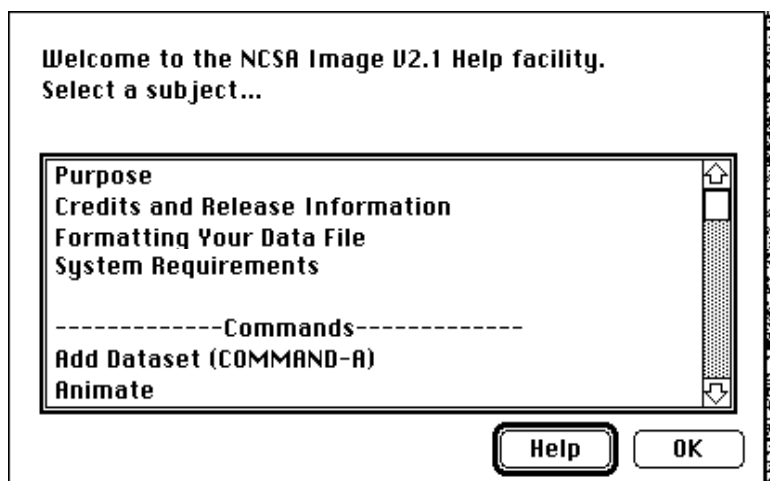 Welcome to the NCSA Image V2.1 Help facility.
Select a subject...
Purpose
Credits and Release Information
Formatting Your Data File
System Requirements
-------------Commands-------------
Add Dataset (COMMAND-A)
Animate
Help
OK